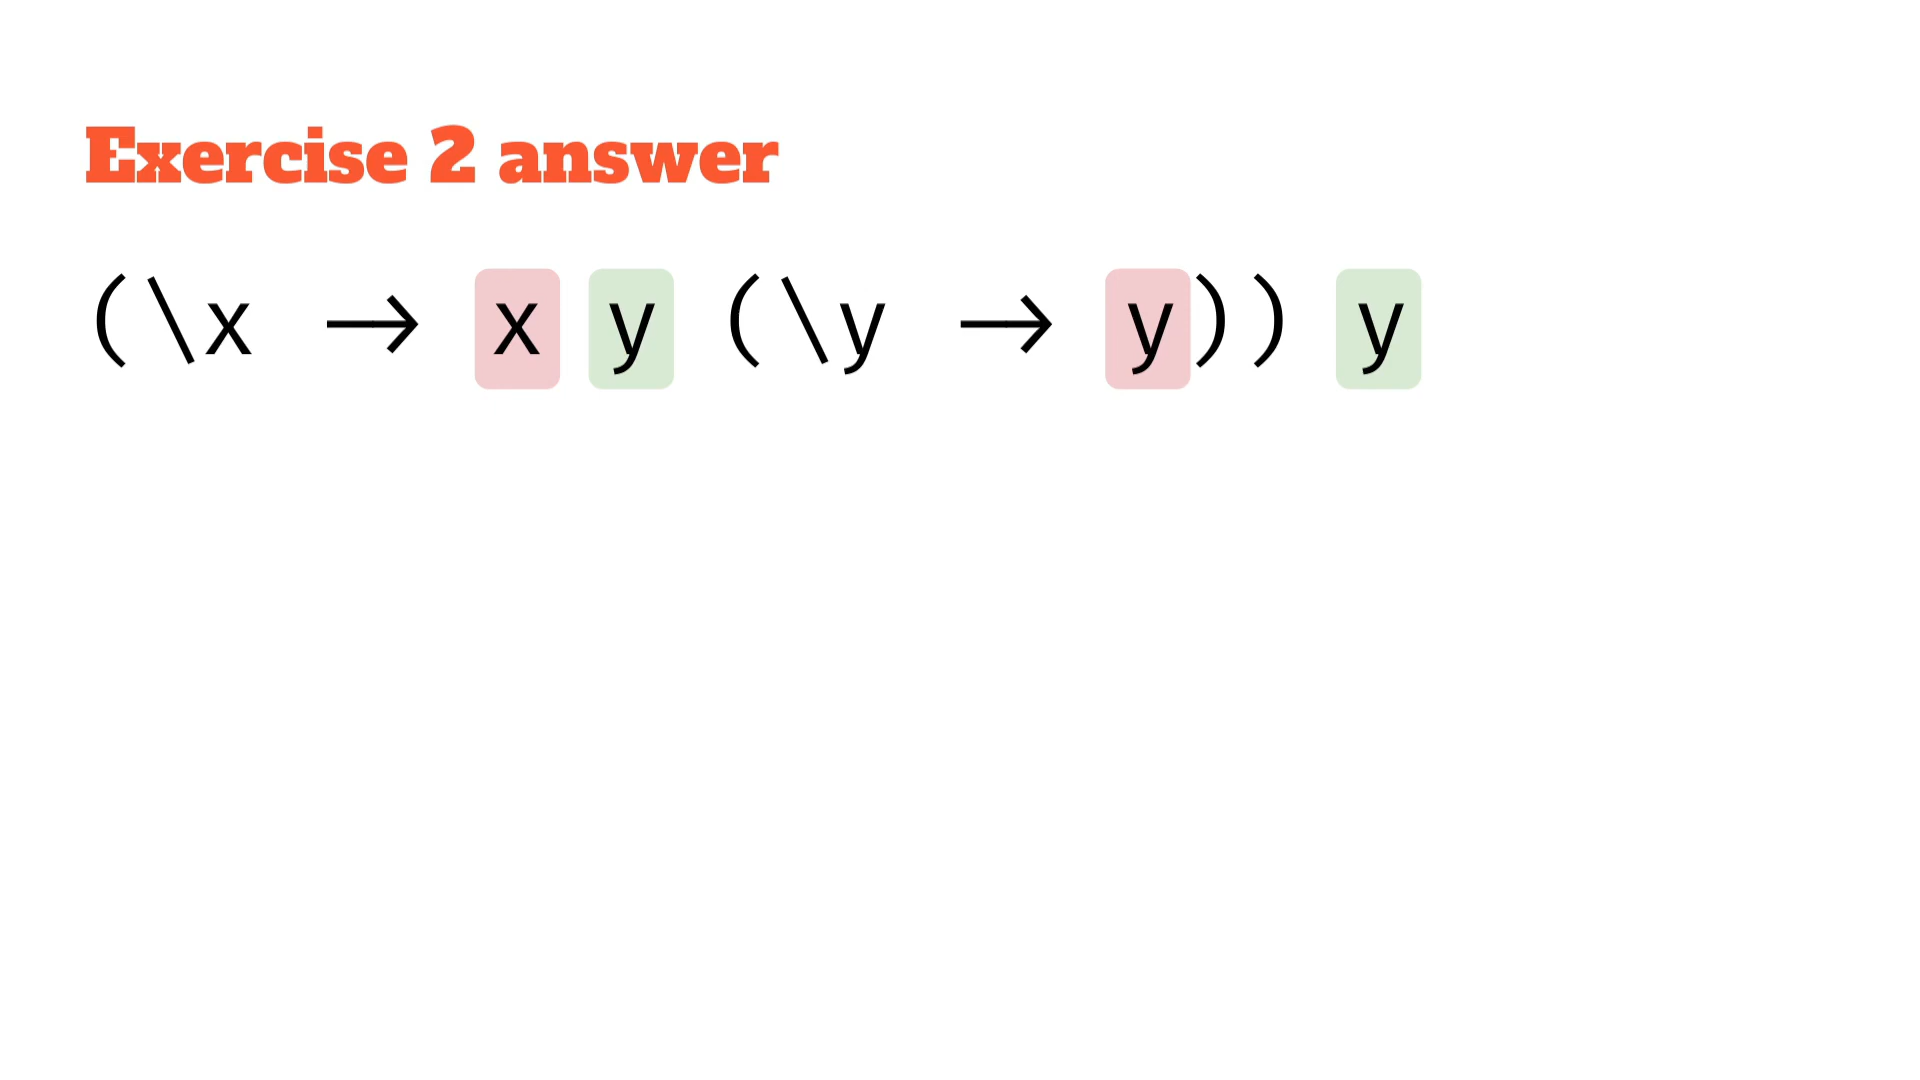 Exercise 2 answer
(\x → x y (\y → y)) y